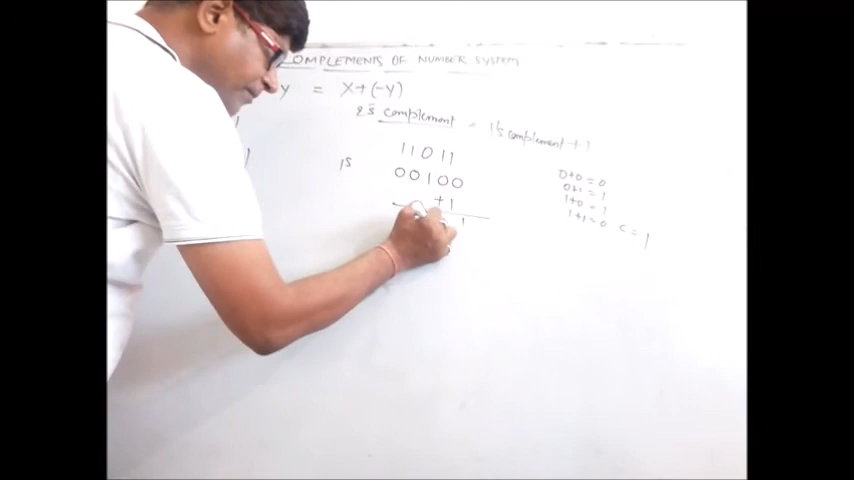 COMPLEMENTS OF NUMBER SYSTEM
Y = X+(-Y)
2's complement = 1's complement + 1
11011
1S 00100
+1
1
0+0=0
0+1=1
1+0=1
1+1=0 C=1